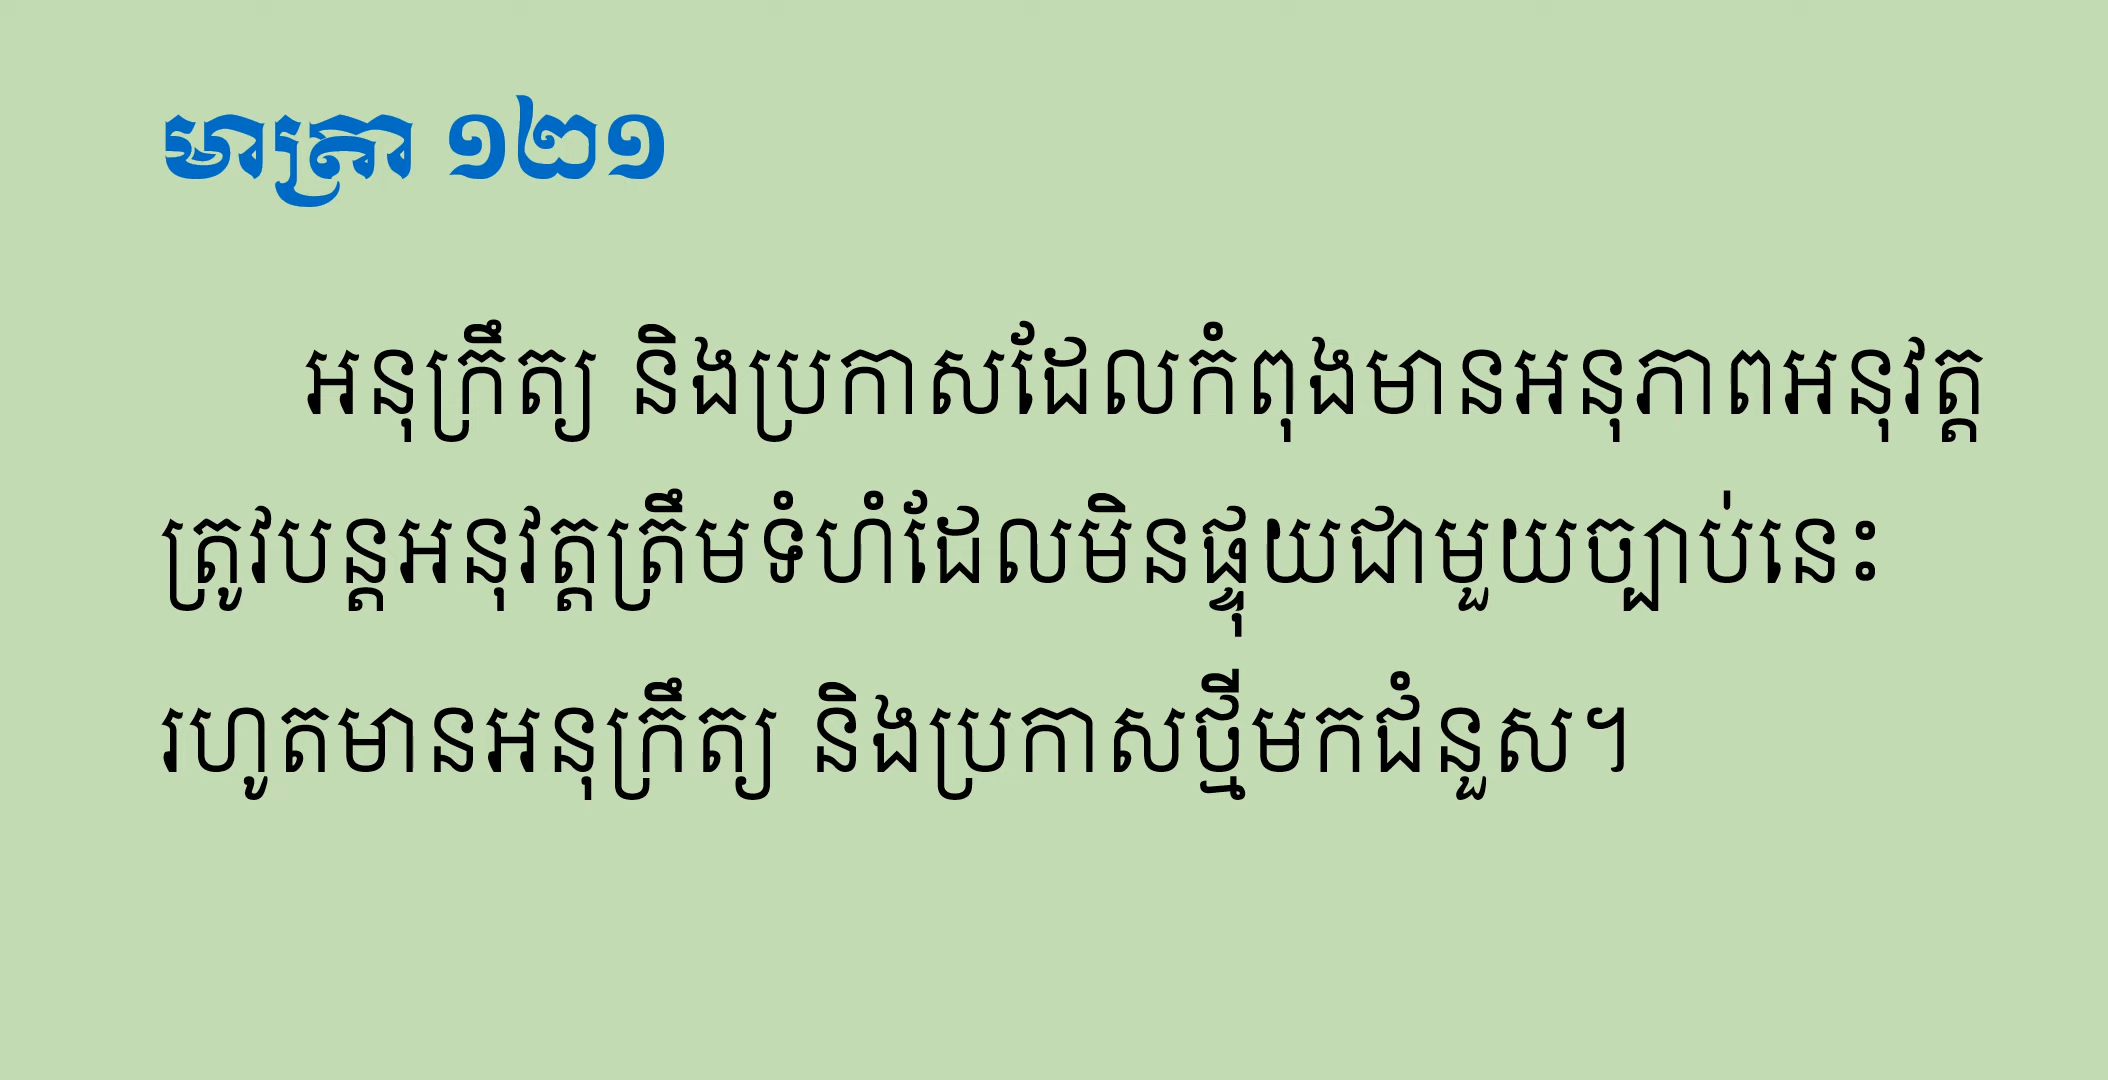 មាត្រា ១២១
អនុក្រឹត្យ និងប្រកាសដែលកំពុងមានអនុភាពអនុវត្ត
ត្រូវបន្តអនុវត្តត្រឹមទំហំដែលមិនផ្ទុយជាមួយច្បាប់នេះ
រហូតមានអនុក្រឹត្យ និងប្រកាសថ្មីមកជំនួស។